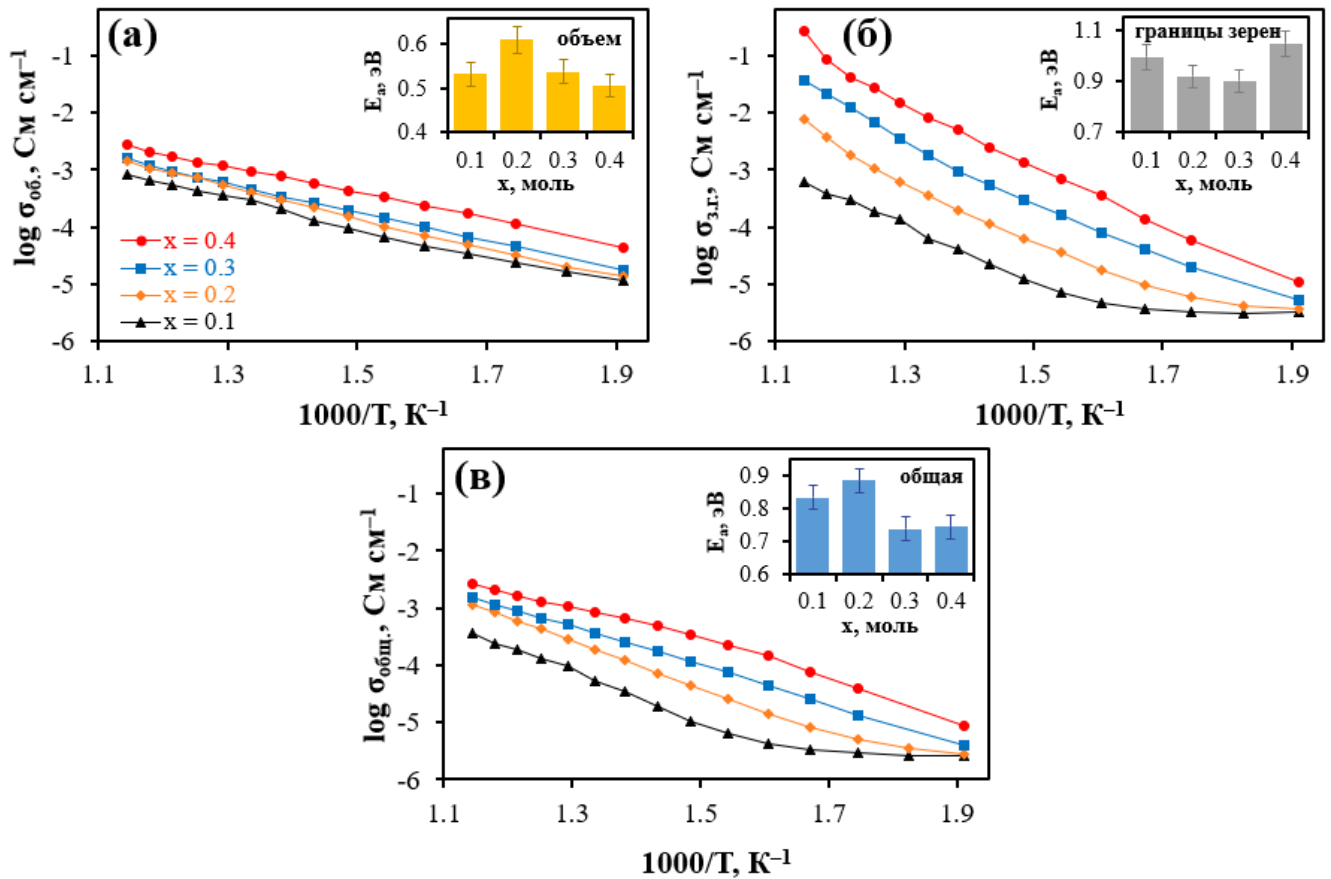 (а)
объем
0.6
0.5
0.4
Eₐ, эВ
0.1 0.2 0.3 0.4
x, моль
-1
-2
-3
-4
-5
-6
log σоб., См см⁻¹
x = 0.4
x = 0.3
x = 0.2
x = 0.1
1.1 1.3 1.5 1.7 1.9
1000/T, К⁻¹
(б)
границы зерен
1.1
0.9
0.7
Eₐ, эВ
0.1 0.2 0.3 0.4
x, моль
-1
-2
-3
-4
-5
-6
log σз.г., См см⁻¹
1.1 1.3 1.5 1.7 1.9
1000/T, К⁻¹
(в)
общая
0.9
0.8
0.7
0.6
Eₐ, эВ
0.1 0.2 0.3 0.4
x, моль
-1
-2
-3
-4
-5
-6
log σобщ., См см⁻¹
1.1 1.3 1.5 1.7 1.9
1000/T, К⁻¹